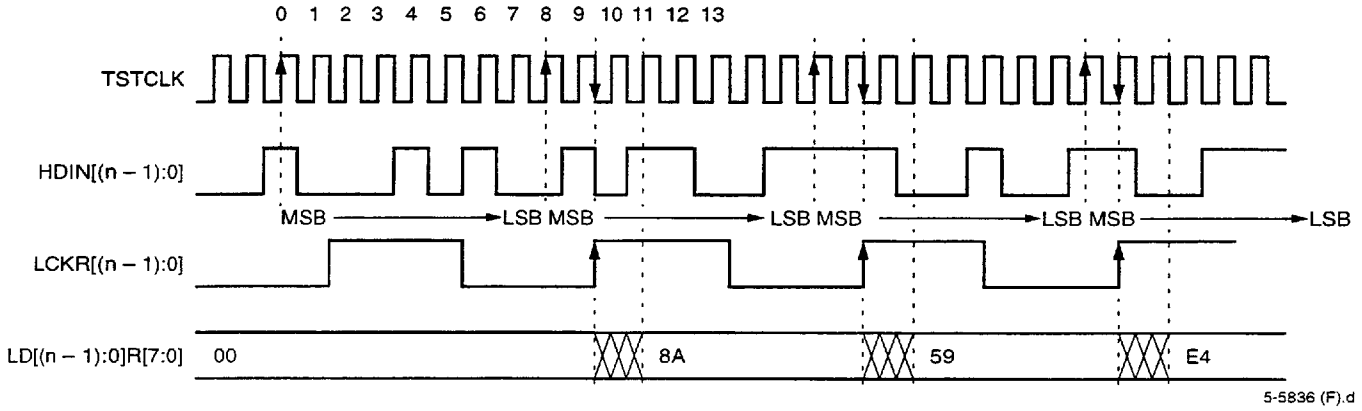 0 1 2 3 4 5 6 7 8 9 10 11 12 13
TSTCLK
HDIN[(n – 1):0]
MSB LSB MSB LSB MSB LSB MSB LSB
LCKR[(n – 1):0]
LD[(n – 1):0]R[7:0] 00 8A 59 E4
5-5836 (F).d